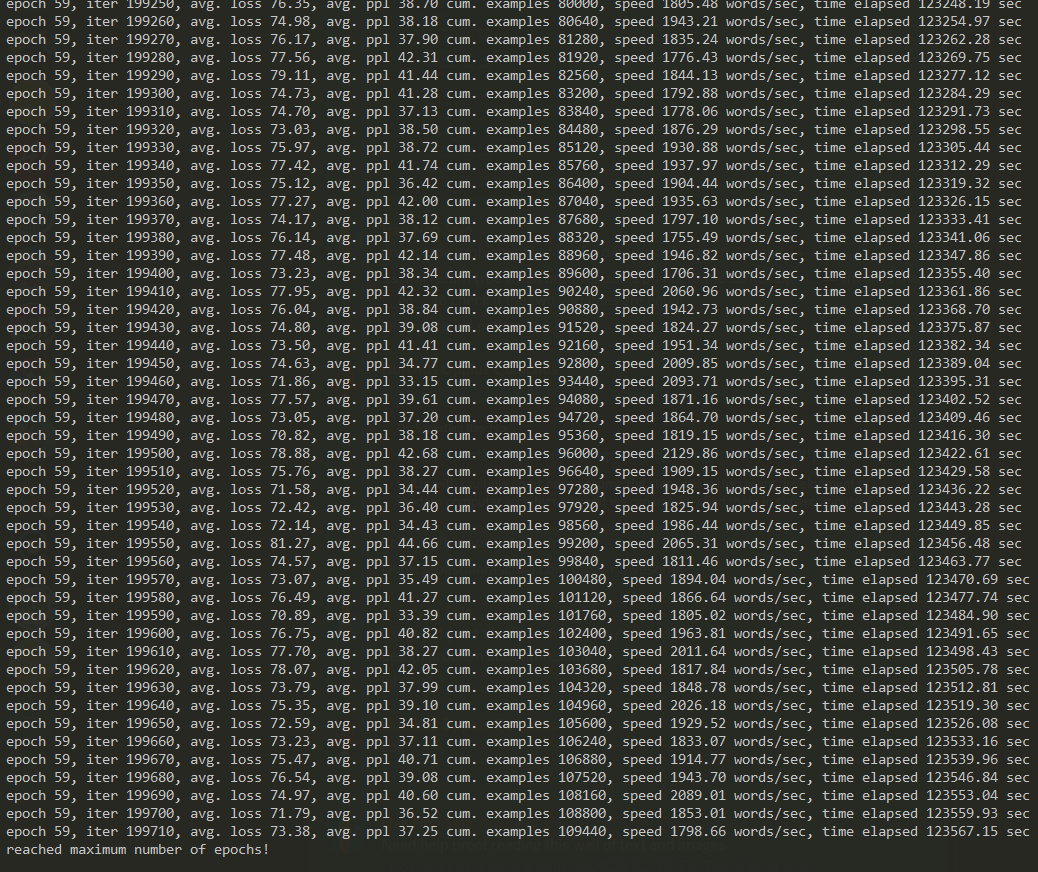 epoch 59, iter 199250, avg. loss 76.35, avg. ppl 38.70 cum. examples 80000, speed 1805.48 words/sec, time elapsed 123248.19 sec
epoch 59, iter 199260, avg. loss 74.98, avg. ppl 38.18 cum. examples 80640, speed 1943.21 words/sec, time elapsed 123254.97 sec
epoch 59, iter 199270, avg. loss 76.17, avg. ppl 37.90 cum. examples 81280, speed 1835.24 words/sec, time elapsed 123262.28 sec
epoch 59, iter 199280, avg. loss 77.56, avg. ppl 42.31 cum. examples 81920, speed 1776.43 words/sec, time elapsed 123269.75 sec
epoch 59, iter 199290, avg. loss 79.11, avg. ppl 41.44 cum. examples 82560, speed 1844.13 words/sec, time elapsed 123277.12 sec
epoch 59, iter 199300, avg. loss 74.73, avg. ppl 41.28 cum. examples 83200, speed 1792.88 words/sec, time elapsed 123284.29 sec
epoch 59, iter 199310, avg. loss 74.70, avg. ppl 37.13 cum. examples 83840, speed 1778.06 words/sec, time elapsed 123291.73 sec
epoch 59, iter 199320, avg. loss 73.03, avg. ppl 38.50 cum. examples 84480, speed 1876.29 words/sec, time elapsed 123298.55 sec
epoch 59, iter 199330, avg. loss 75.97, avg. ppl 38.72 cum. examples 85120, speed 1930.88 words/sec, time elapsed 123305.44 sec
epoch 59, iter 199340, avg. loss 77.42, avg. ppl 41.74 cum. examples 85760, speed 1937.97 words/sec, time elapsed 123312.29 sec
epoch 59, iter 199350, avg. loss 75.12, avg. ppl 36.42 cum. examples 86400, speed 1904.44 words/sec, time elapsed 123319.32 sec
epoch 59, iter 199360, avg. loss 77.27, avg. ppl 42.00 cum. examples 87040, speed 1935.63 words/sec, time elapsed 123326.15 sec
epoch 59, iter 199370, avg. loss 74.17, avg. ppl 38.12 cum. examples 87680, speed 1797.10 words/sec, time elapsed 123333.41 sec
epoch 59, iter 199380, avg. loss 76.14, avg. ppl 37.69 cum. examples 88320, speed 1755.49 words/sec, time elapsed 123341.06 sec
epoch 59, iter 199390, avg. loss 77.48, avg. ppl 42.14 cum. examples 88960, speed 1946.82 words/sec, time elapsed 123347.86 sec
epoch 59, iter 199400, avg. loss 73.23, avg. ppl 38.34 cum. examples 89600, speed 1706.31 words/sec, time elapsed 123355.40 sec
epoch 59, iter 199410, avg. loss 77.95, avg. ppl 42.32 cum. examples 90240, speed 2060.96 words/sec, time elapsed 123361.86 sec
epoch 59, iter 199420, avg. loss 76.04, avg. ppl 38.84 cum. examples 90880, speed 1942.73 words/sec, time elapsed 123368.70 sec
epoch 59, iter 199430, avg. loss 74.80, avg. ppl 39.08 cum. examples 91520, speed 1824.27 words/sec, time elapsed 123375.87 sec
epoch 59, iter 199440, avg. loss 73.50, avg. ppl 41.41 cum. examples 92160, speed 1951.34 words/sec, time elapsed 123382.34 sec
epoch 59, iter 199450, avg. loss 74.63, avg. ppl 34.77 cum. examples 92800, speed 2009.85 words/sec, time elapsed 123389.04 sec
epoch 59, iter 199460, avg. loss 71.86, avg. ppl 33.15 cum. examples 93440, speed 2093.71 words/sec, time elapsed 123395.31 sec
epoch 59, iter 199470, avg. loss 77.57, avg. ppl 39.61 cum. examples 94080, speed 1871.16 words/sec, time elapsed 123402.52 sec
epoch 59, iter 199480, avg. loss 73.05, avg. ppl 37.20 cum. examples 94720, speed 1864.70 words/sec, time elapsed 123409.46 sec
epoch 59, iter 199490, avg. loss 70.82, avg. ppl 38.18 cum. examples 95360, speed 1819.15 words/sec, time elapsed 123416.30 sec
epoch 59, iter 199500, avg. loss 78.88, avg. ppl 42.68 cum. examples 96000, speed 2129.86 words/sec, time elapsed 123422.61 sec
epoch 59, iter 199510, avg. loss 75.76, avg. ppl 38.27 cum. examples 96640, speed 1909.15 words/sec, time elapsed 123429.58 sec
epoch 59, iter 199520, avg. loss 71.58, avg. ppl 34.44 cum. examples 97280, speed 1948.36 words/sec, time elapsed 123436.22 sec
epoch 59, iter 199530, avg. loss 72.42, avg. ppl 36.40 cum. examples 97920, speed 1825.94 words/sec, time elapsed 123443.28 sec
epoch 59, iter 199540, avg. loss 72.14, avg. ppl 34.43 cum. examples 98560, speed 1986.44 words/sec, time elapsed 123449.85 sec
epoch 59, iter 199550, avg. loss 81.27, avg. ppl 44.66 cum. examples 99200, speed 2065.31 words/sec, time elapsed 123456.48 sec
epoch 59, iter 199560, avg. loss 74.57, avg. ppl 37.15 cum. examples 99840, speed 1811.46 words/sec, time elapsed 123463.77 sec
epoch 59, iter 199570, avg. loss 73.07, avg. ppl 35.49 cum. examples 100480, speed 1894.04 words/sec, time elapsed 123470.69 sec
epoch 59, iter 199580, avg. loss 76.49, avg. ppl 41.27 cum. examples 101120, speed 1866.64 words/sec, time elapsed 123477.74 sec
epoch 59, iter 199590, avg. loss 70.89, avg. ppl 33.39 cum. examples 101760, speed 1805.02 words/sec, time elapsed 123484.90 sec
epoch 59, iter 199600, avg. loss 76.75, avg. ppl 40.82 cum. examples 102400, speed 1963.81 words/sec, time elapsed 123491.65 sec
epoch 59, iter 199610, avg. loss 77.70, avg. ppl 38.27 cum. examples 103040, speed 2011.64 words/sec, time elapsed 123498.43 sec
epoch 59, iter 199620, avg. loss 78.07, avg. ppl 42.05 cum. examples 103680, speed 1817.84 words/sec, time elapsed 123505.78 sec
epoch 59, iter 199630, avg. loss 73.79, avg. ppl 37.99 cum. examples 104320, speed 1848.78 words/sec, time elapsed 123512.81 sec
epoch 59, iter 199640, avg. loss 75.35, avg. ppl 39.10 cum. examples 104960, speed 2026.18 words/sec, time elapsed 123519.30 sec
epoch 59, iter 199650, avg. loss 72.59, avg. ppl 34.81 cum. examples 105600, speed 1929.52 words/sec, time elapsed 123526.08 sec
epoch 59, iter 199660, avg. loss 73.23, avg. ppl 37.11 cum. examples 106240, speed 1833.07 words/sec, time elapsed 123533.16 sec
epoch 59, iter 199670, avg. loss 75.47, avg. ppl 40.71 cum. examples 106880, speed 1914.77 words/sec, time elapsed 123539.96 sec
epoch 59, iter 199680, avg. loss 76.54, avg. ppl 39.08 cum. examples 107520, speed 1943.70 words/sec, time elapsed 123546.84 sec
epoch 59, iter 199690, avg. loss 74.97, avg. ppl 40.60 cum. examples 108160, speed 2089.01 words/sec, time elapsed 123553.04 sec
epoch 59, iter 199700, avg. loss 71.79, avg. ppl 36.52 cum. examples 108800, speed 1853.01 words/sec, time elapsed 123559.93 sec
epoch 59, iter 199710, avg. loss 73.38, avg. ppl 37.25 cum. examples 109440, speed 1798.66 words/sec, time elapsed 123567.15 sec
reached maximum number of epochs!